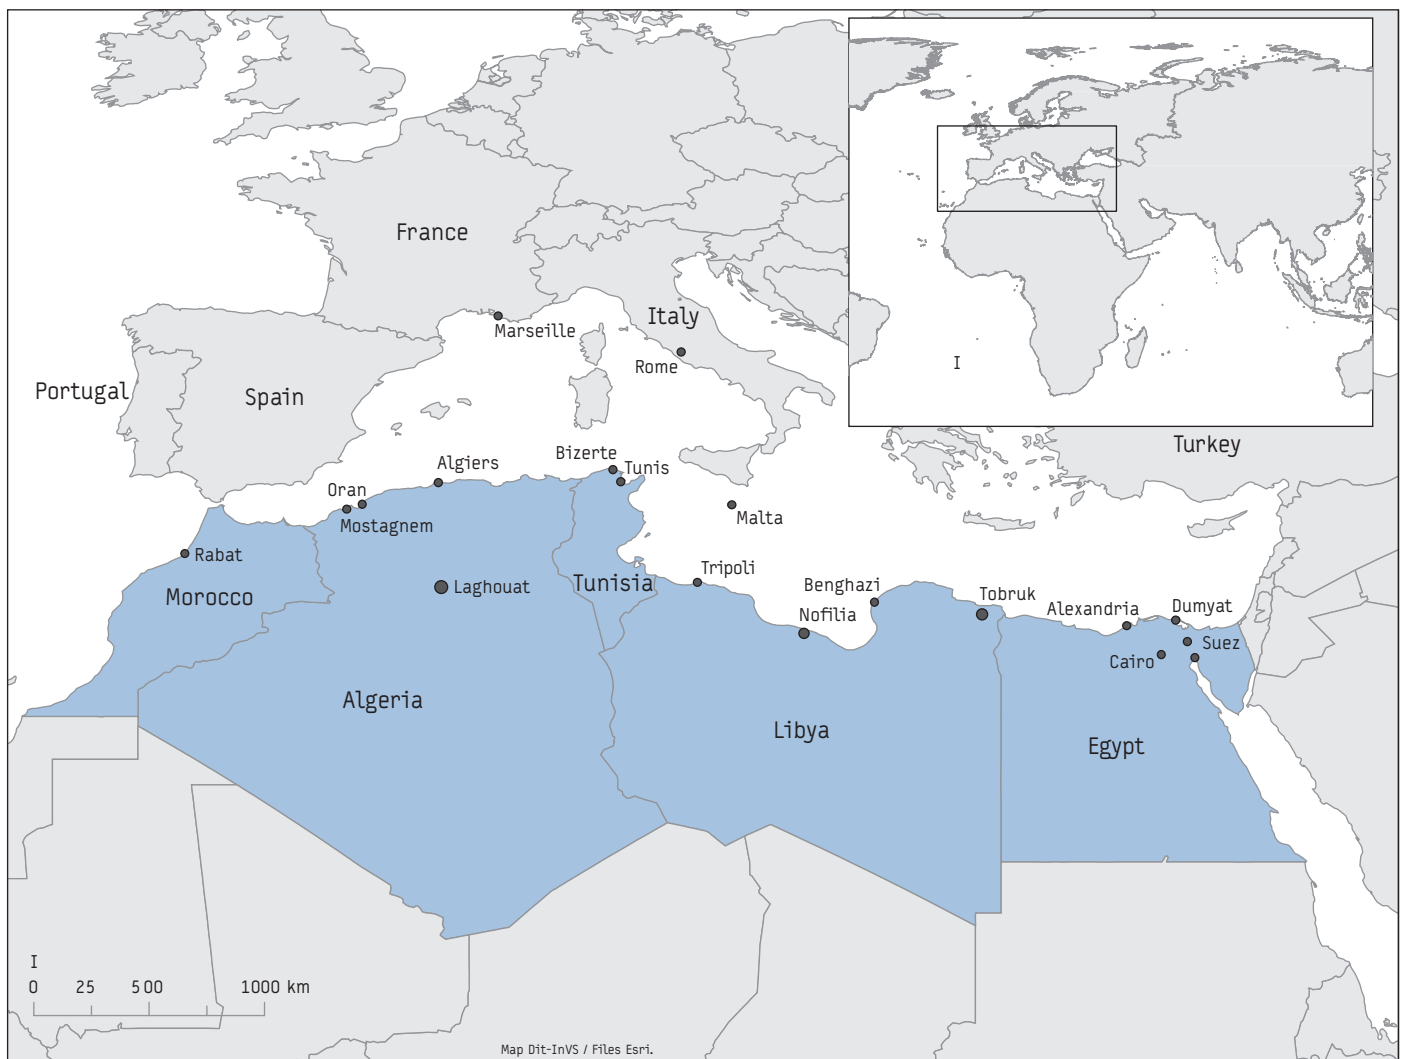 France
Marseille
Italy
Rome
Portugal
Spain
I
Turkey
Bizerte
Tunis
Algiers
Oran
Mostagnem
Malta
Rabat
Morocco
Laghouat
Tunisia
Tripoli
Benghazi
Nofilia
Tobruk
Alexandria
Dumyat
Suez
Cairo
Algeria
Libya
Egypt
I
0 25 500 1000 km
Map Dit-InVS / Files Esri.